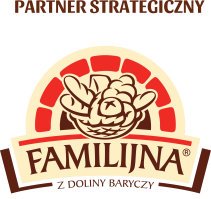 PARTNER STRATEGICZNY
FAMILIJNA®
Z DOLINY BARYCZY